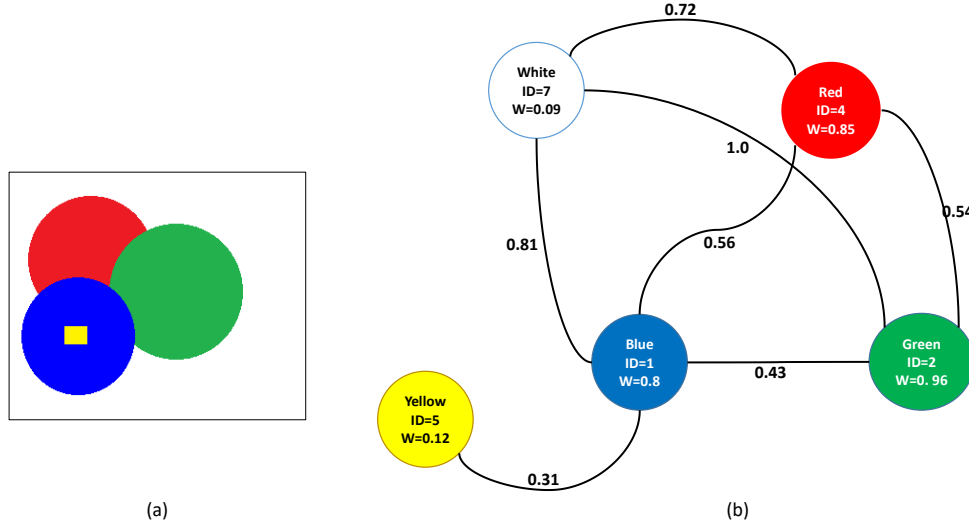 0.72
White
ID=7
W=0.09
Red
ID=4
W=0.85
1.0
0.54
0.81
0.56
Blue
ID=1
W=0.8
0.43
Green
ID=2
W=0. 96
Yellow
ID=5
W=0.12
0.31
(a)
(b)